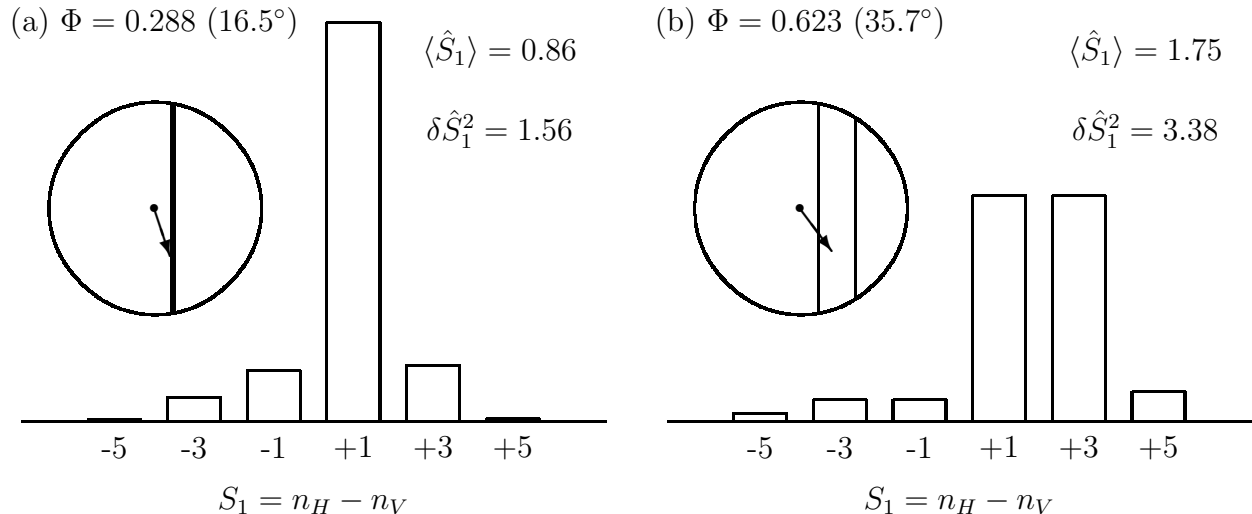 (a) Φ = 0.288 (16.5°)
⟨Ŝ₁⟩ = 0.86
δŜ₁² = 1.56
-5 -3 -1 +1 +3 +5
S₁ = n_H − n_V
(b) Φ = 0.623 (35.7°)
⟨Ŝ₁⟩ = 1.75
δŜ₁² = 3.38
-5 -3 -1 +1 +3 +5
S₁ = n_H − n_V